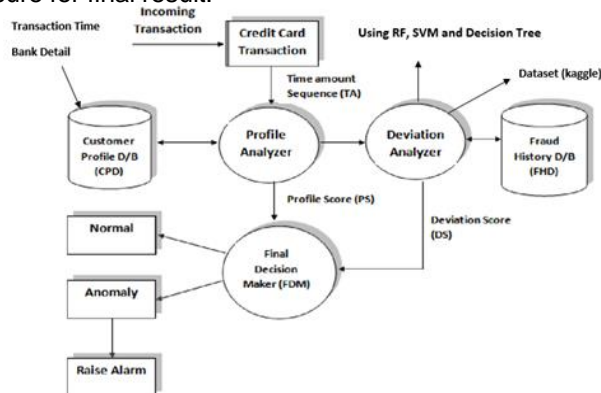 Transaction Time
Bank Detail
Incoming
Transaction
Credit Card
Transaction
Using RF, SVM and Decision Tree
Dataset (kaggle)
Time amount
Sequence (TA)
Customer
Profile D/B
(CPD)
Profile
Analyzer
Deviation
Analyzer
Fraud
History D/B
(FHD)
Profile Score (PS)
Deviation Score
(DS)
Normal
Final
Decision
Maker (FDM)
Anomaly
Raise Alarm